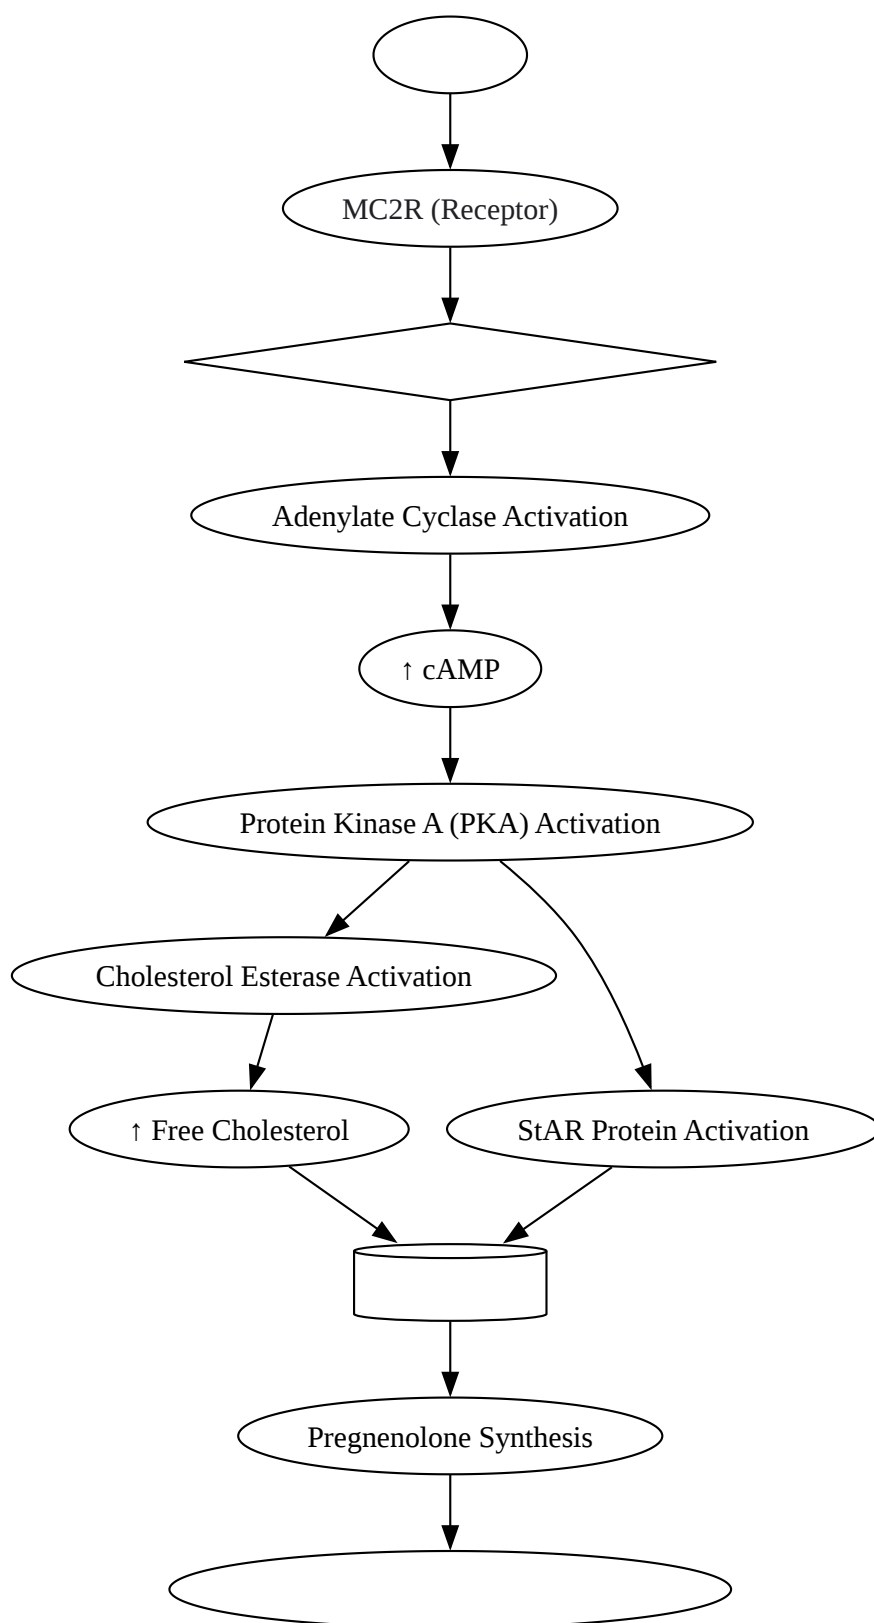 MC2R (Receptor)
Adenylate Cyclase Activation
↑ cAMP
Protein Kinase A (PKA) Activation
Cholesterol Esterase Activation
↑ Free Cholesterol
StAR Protein Activation
Pregnenolone Synthesis